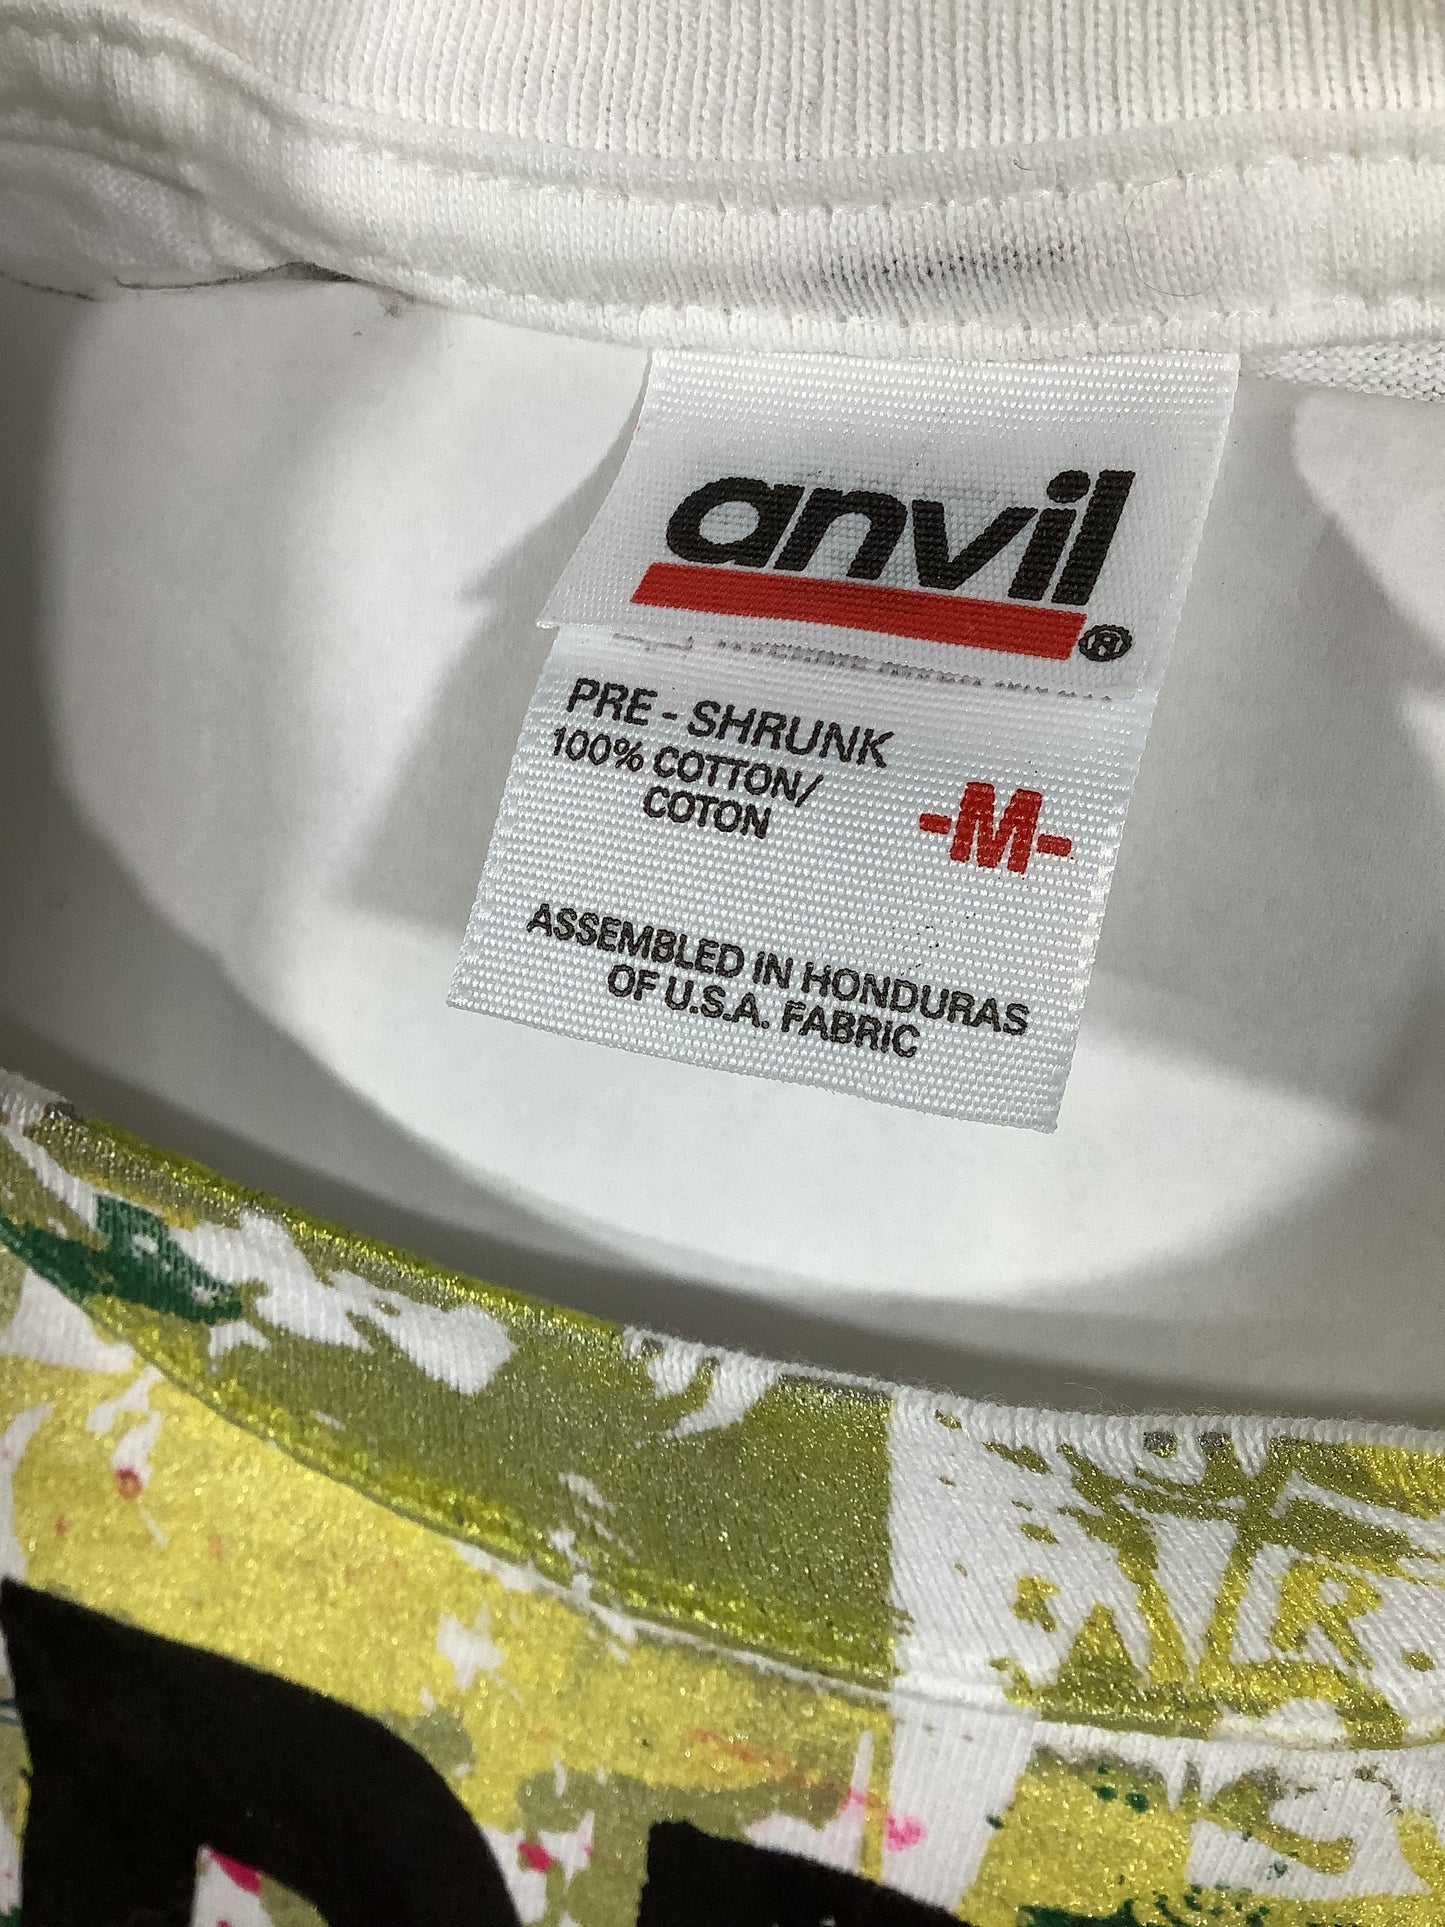 anvil
®
PRE - SHRUNK
100% COTTON/
COTON
-M-
ASSEMBLED IN HONDURAS
OF U.S.A. FABRIC
R